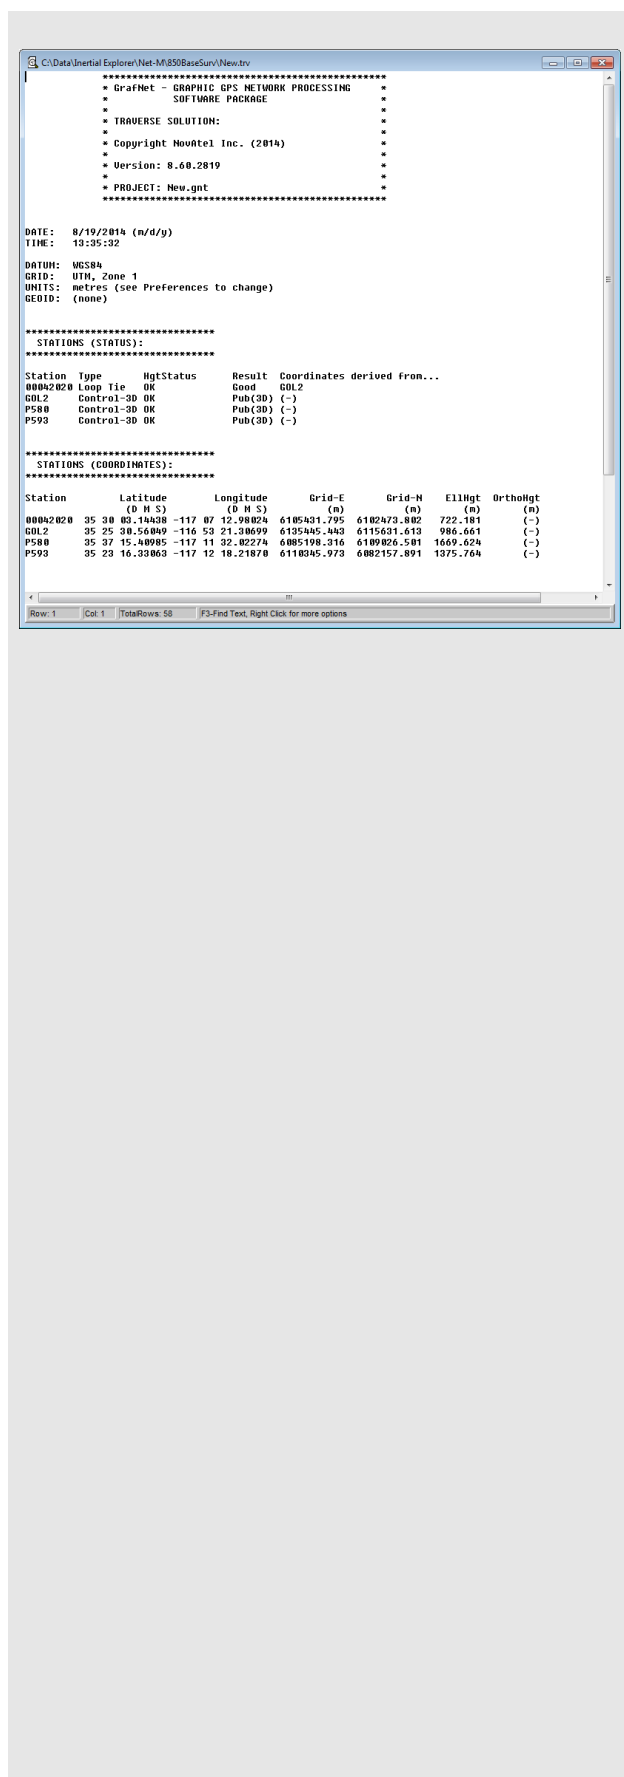 C:\Data\Inertial Explorer\Net-M\850BaseSurv\New.trv
************************************************
* GrafNet - GRAPHIC GPS NETWORK PROCESSING *
* SOFTWARE PACKAGE *
* *
* TRAVERSE SOLUTION: *
* *
* Copyright NovAtel Inc. (2014) *
* *
* Version: 8.60.2819 *
* *
* PROJECT: New.gnt *
************************************************
DATE: 8/19/2014 (m/d/y)
TIME: 13:35:32
DATUM: WGS84
GRID: UTM, Zone 1
UNITS: metres (see Preferences to change)
GEOID: (none)
********************************
STATIONS (STATUS):
********************************
Station Type HgtStatus Result Coordinates derived from...
00042020 Loop Tie OK Good GOL2
GOL2 Control-3D OK Pub(3D) (-)
P580 Control-3D OK Pub(3D) (-)
P593 Control-3D OK Pub(3D) (-)
********************************
STATIONS (COORDINATES):
********************************
Station Latitude Longitude Grid-E Grid-N EllHgt OrthoHgt
(D M S) (D M S) (m) (m) (m) (m)
00042020 35 30 03.14438 -117 07 12.98024 6105431.795 6102473.802 722.181 (-)
GOL2 35 25 30.56049 -116 53 21.30699 6135445.443 6115631.613 986.661 (-)
P580 35 37 15.40985 -117 11 32.02274 6085198.316 6109026.501 1669.624 (-)
P593 35 23 16.33063 -117 12 18.21870 6110345.973 6082157.891 1375.764 (-)
Row: 1 Col: 1 TotalRows: 58 F3-Find Text, Right Click for more options